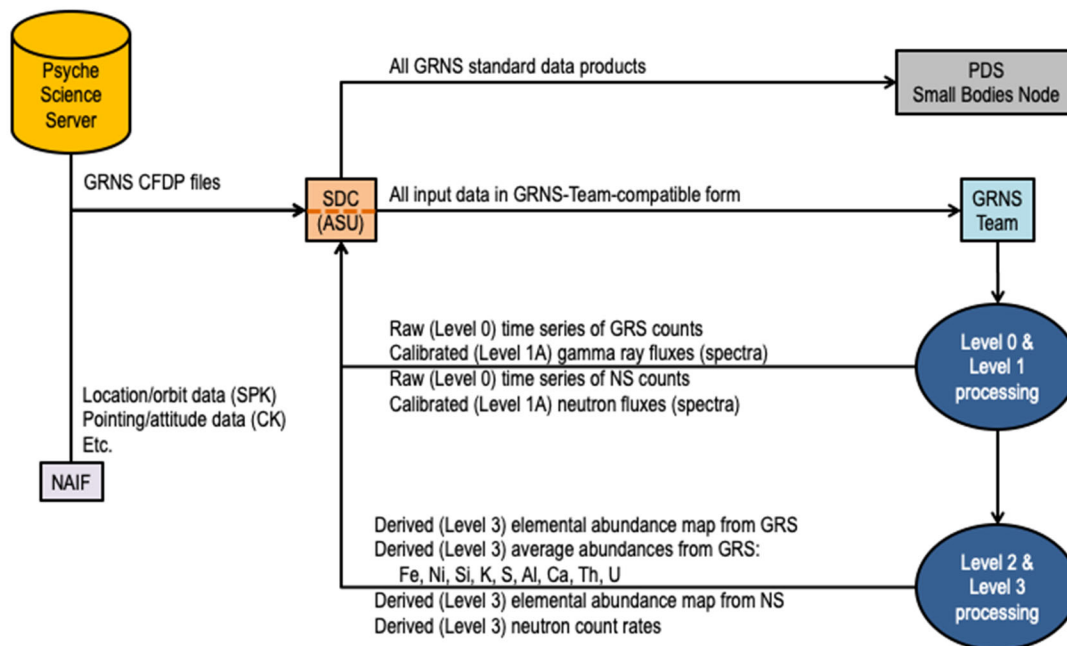 Psyche
Science
Server
All GRNS standard data products
PDS
Small Bodies Node
GRNS CFDP files
SDC
(ASU)
All input data in GRNS-Team-compatible form
GRNS
Team
Raw (Level 0) time series of GRS counts
Calibrated (Level 1A) gamma ray fluxes (spectra)
Raw (Level 0) time series of NS counts
Calibrated (Level 1A) neutron fluxes (spectra)
Level 0 &
Level 1
processing
Location/orbit data (SPK)
Pointing/attitude data (CK)
Etc.
NAIF
Derived (Level 3) elemental abundance map from GRS
Derived (Level 3) average abundances from GRS:
Fe, Ni, Si, K, S, Al, Ca, Th, U
Derived (Level 3) elemental abundance map from NS
Derived (Level 3) neutron count rates
Level 2 &
Level 3
processing